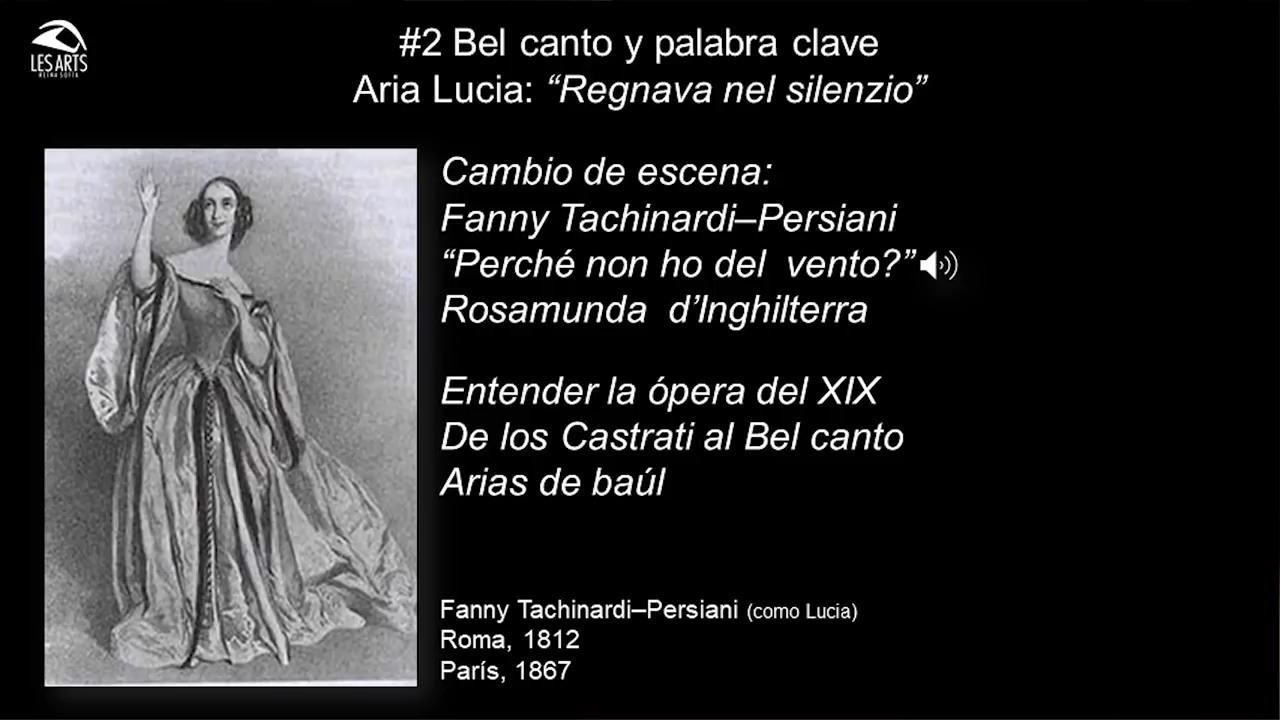 LES ARTS
REINA SOFÍA
#2 Bel canto y palabra clave
Aria Lucia: “Regnava nel silenzio”
Cambio de escena:
Fanny Tachinardi–Persiani
“Perché non ho del vento?”
Rosamunda d’Inghilterra
Entender la ópera del XIX
De los Castrati al Bel canto
Arias de baúl
Fanny Tachinardi–Persiani (como Lucia)
Roma, 1812
París, 1867